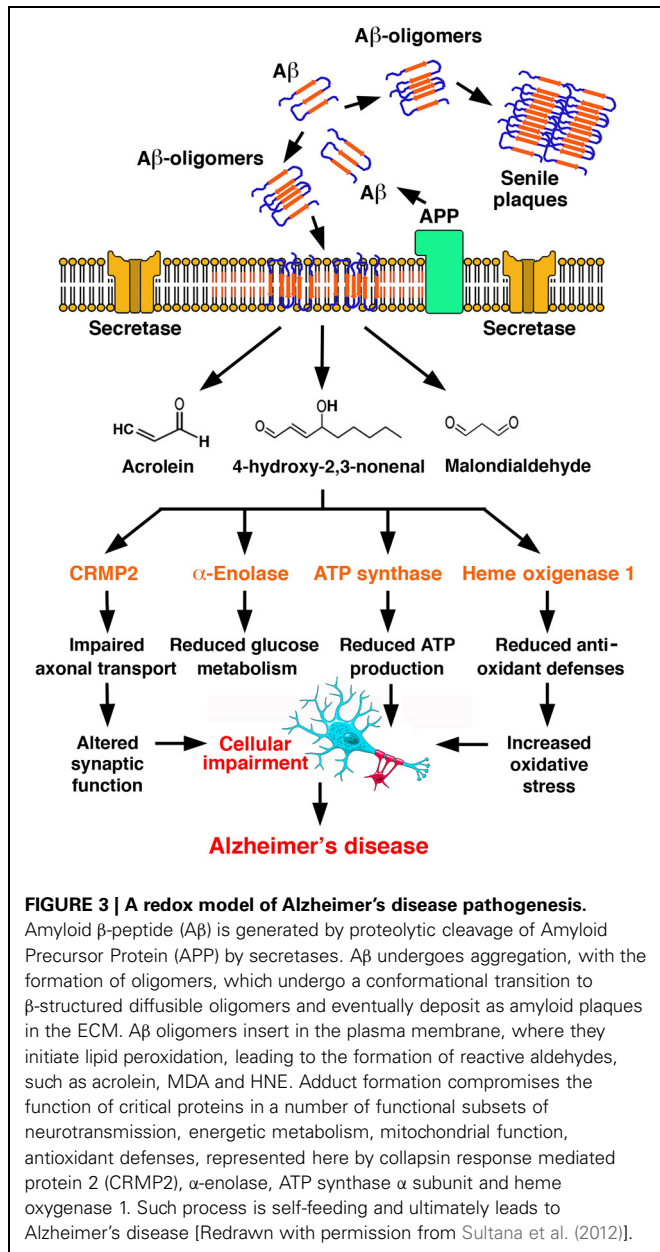 Aβ-oligomers
Aβ
Aβ-oligomers
Aβ
Senile
plaques
APP
Secretase
Secretase
HC
O
H
OH
O
O
O
Acrolein
4-hydroxy-2,3-nonenal
Malondialdehyde
CRMP2
α-Enolase
ATP synthase
Heme oxigenase 1
Impaired
axonal transport
Reduced glucose
metabolism
Reduced ATP
production
Reduced anti-
oxidant defenses
Altered
synaptic
function
Cellular
impairment
Increased
oxidative
stress
Alzheimer's disease
FIGURE 3 | A redox model of Alzheimer's disease pathogenesis.
Amyloid β-peptide (Aβ) is generated by proteolytic cleavage of Amyloid
Precursor Protein (APP) by secretases. Aβ undergoes aggregation, with the
formation of oligomers, which undergo a conformational transition to
β-structured diffusible oligomers and eventually deposit as amyloid plaques
in the ECM. Aβ oligomers insert in the plasma membrane, where they
initiate lipid peroxidation, leading to the formation of reactive aldehydes,
such as acrolein, MDA and HNE. Adduct formation compromises the
function of critical proteins in a number of functional subsets of
neurotransmission, energetic metabolism, mitochondrial function,
antioxidant defenses, represented here by collapsin response mediated
protein 2 (CRMP2), α-enolase, ATP synthase α subunit and heme
oxygenase 1. Such process is self-feeding and ultimately leads to
Alzheimer's disease [Redrawn with permission from Sultana et al. (2012)].